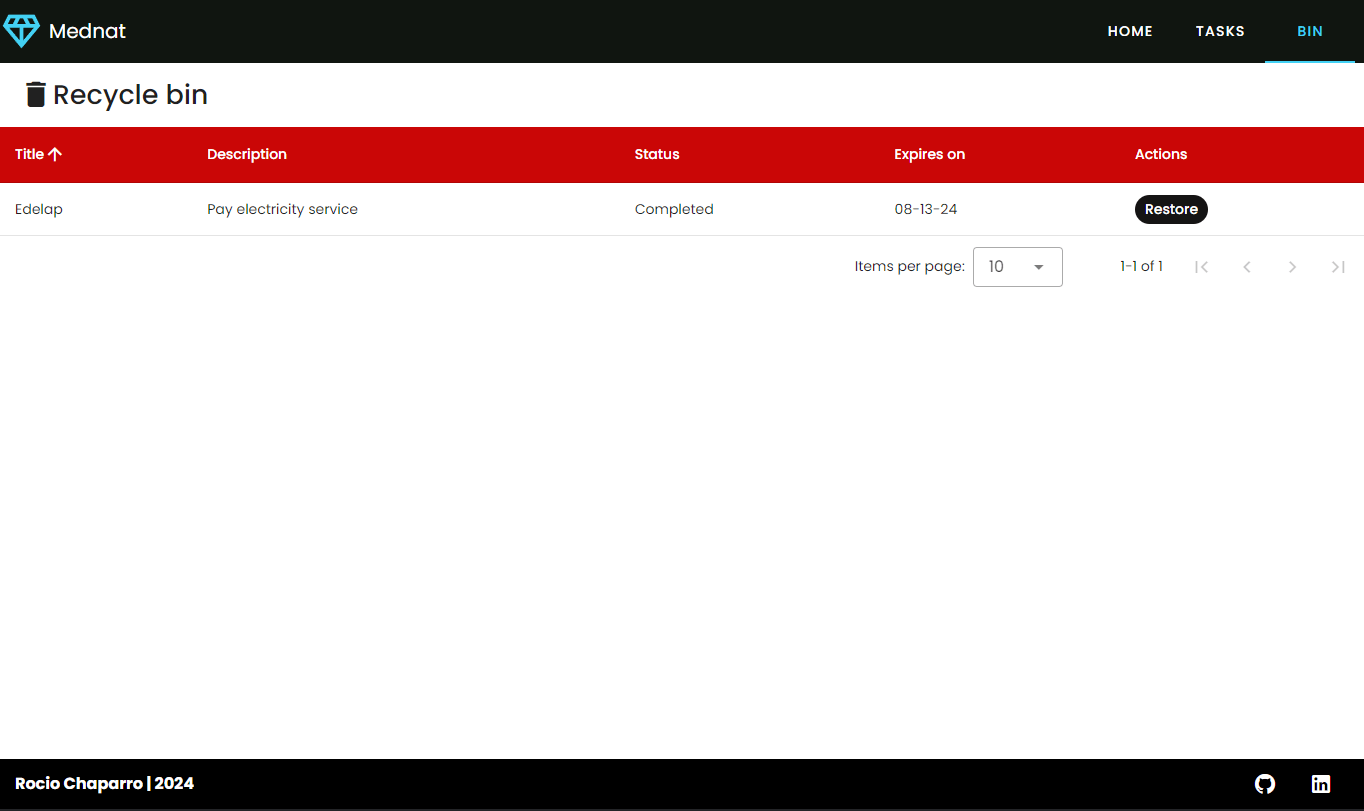 Mednat HOME TASKS BIN
Recycle bin
Title Description Status Expires on Actions
Edelap Pay electricity service Completed 08-13-24 Restore
Items per page: 10 1-1 of 1
Rocio Chaparro | 2024